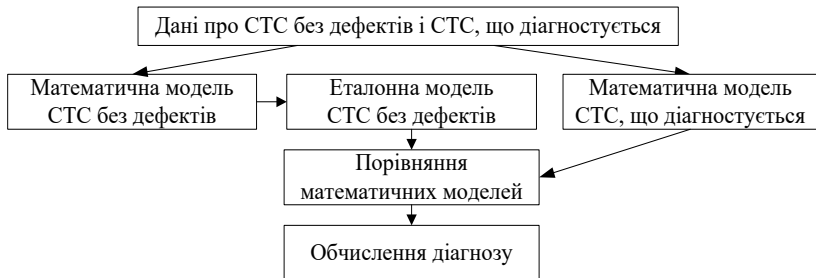 Дані про СТС без дефектів і СТС, що діагностується
Математична модель
СТС без дефектів
Еталонна модель
СТС без дефектів
Математична модель
СТС, що діагностується
Порівняння
математичних моделей
Обчислення діагнозу